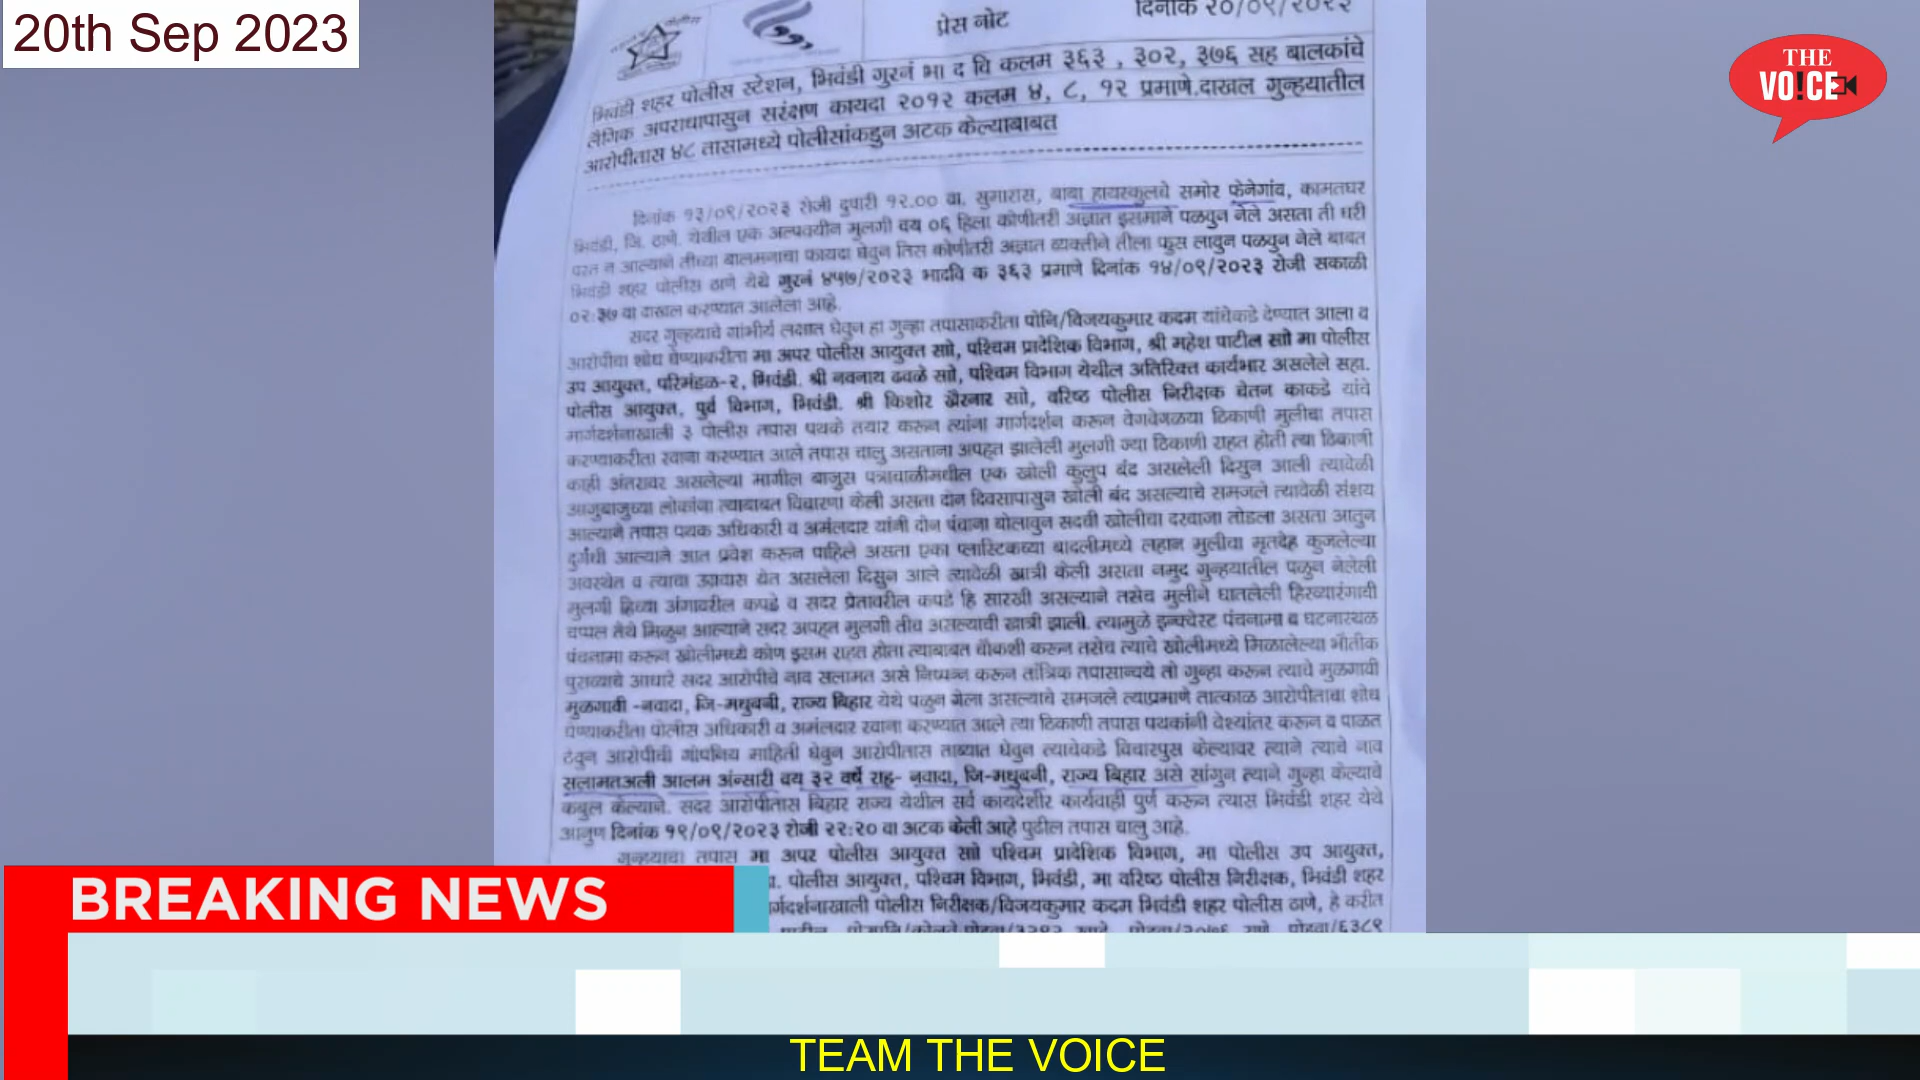 20th Sep 2023
THE
VO!CE
प्रेस नोट
दिनांक २०/०९/२०२३
भिवंडी शहर पोलीस स्टेशन, भिवंडी गुरनं भा द वि कलम ३६३ , ३०२, ३७६ सह बालकांचे
लैगिक अपराधापासुन सरंक्षण कायदा २०१२ कलम ४, ८, १२ प्रमाणे.दाखल गुन्हयातील
आरोपीतास ४८ तासामध्ये पोलीसांकडुन अटक केल्याबाबत
दिनांक १३/०९/२०२३ रोजी दुपारी १२.०० वा. सुमारास, बाबा हायस्कुलचे समोर फेनेगांव, कामतघर
भिवंडी, जि. ठाणे. येथील एक अल्पवयीन मुलगी वय ०६ हिला कोणीतरी अज्ञात इसमाने पळवुन नेले असता ती घरी
परत न आल्याने तीच्या बालमनाचा फायदा घेवुन तिस कोणीतरी अज्ञात व्यक्तीने तीला फुस लावुन पळवुन नेले बाबत
भिवंडी शहर पोलीस ठाणे येथे गुरनं ४५७/२०२३ भादवि क ३६३ प्रमाणे दिनांक १४/०९/२०२३ रोजी सकाळी
०२:३७ वा दाखल करण्यात आलेला आहे.
सदर गुन्हयाचे गांभीर्य लक्षात घेवुन हा गुन्हा तपासाकरीता पोनि/विजयकुमार कदम यांचेकडे देण्यात आला व
आरोपीचा शोध घेण्याकरीता मा अपर पोलीस आयुक्त सो, पश्चिम प्रादेशिक विभाग, श्री महेश पाटील सो मा पोलीस
उप आयुक्त, परिमंडळ-२, भिवंडी. श्री नवनाथ ढवळे सो, पश्चिम विभाग येथील अतिरिक्त कार्यभार असलेले सहा.
पोलीस आयुक्त, पुर्व विभाग, भिवंडी. श्री किशोर खैरनार सो, वरिष्ठ पोलीस निरीक्षक चेतन काकडे यांचे
मार्गदर्शनाखाली ३ पोलीस तपास पथके तयार करून त्यांना मार्गदर्शन करून वेगवेगळया ठिकाणी मुलीचा तपास
करण्याकरीता रवाना करण्यात आले तपास चालु असताना अपहृत झालेली मुलगी ज्या ठिकाणी राहत होती त्या ठिकाणी
काही अंतरावर असलेल्या मागील बाजुस पत्राचाळीमधील एक खोली कुलुप बंद असलेली दिसुन आली त्यावेळी
आजुबाजुच्या लोकांना त्याबाबत विचारणा केली असता दोन दिवसापासुन खोली बंद असल्याचे समजले त्यावेळी संशय
आल्याने तपास पथक अधिकारी व अमंलदार यांनी दोन पंचाना बोलावुन सदची खोलीचा दरवाजा तोडला असता आतुन
दुर्गंधी आल्याने आत प्रवेश करून पाहिले असता एका प्लास्टिकच्या बादलीमध्ये लहान मुलीचा मृतदेह कुजलेल्या
अवस्थेत व त्याचा उग्रवास येत असलेला दिसुन आले त्यावेळी खात्री केली असता नमुद गुन्हयातील पळुन नेलेली
मुलगी हिच्या अंगावरील कपडे व सदर प्रेतावरील कपडे हि सारखी असल्याने तसेच मुलीने घातलेली हिरव्यारंगाची
चप्पल तेथे मिळुन आल्याने सदर अपहृत मुलगी तीच असल्याची खात्री झाली. त्यामुळे इन्क्वेस्ट पंचनामा व घटनास्थळ
पंचनामा करून खोलीमध्ये कोण इसम राहत होता त्याबाबत चौकशी करून तसेच त्याचे खोलीमध्ये मिळालेल्या भौतीक
पुराव्याचे आधारे सदर आरोपीचे नाव सलामत असे निष्पन्न करून तांत्रिक तपासान्वये तो गुन्हा करून त्याचे मुळगावी
मुळगावी -नवादा, जि-मधुबनी, राज्य बिहार येथे पळुन गेला असल्याचे समजले त्याप्रमाणे तात्काळ आरोपीताचा शोध
घेण्याकरीता पोलीस अधिकारी व अमंलदार रवाना करण्यात आले त्या ठिकाणी तपास पथकांनी वेश्यांतर करून व पाळत
ठेवुन आरोपीची गोपनिय माहिती घेवुन आरोपीतास ताब्यात घेवुन त्याचेकडे विचारपुस केल्यावर त्याने त्याचे नाव
सलामतअली आलम अंन्सारी वय ३२ वर्षे राहृ- नवादा, जि-मधुबनी, राज्य बिहार असे सांगुन त्याने गुन्हा केल्याचे
कबुल केल्याने. सदर आरोपीतास बिहार राज्य येथील सर्व कायदेशीर कार्यवाही पुर्ण करून त्यास भिवंडी शहर येथे
आणुण दिनांक १९/०९/२०२३ रोजी २२:२० वा अटक केली आहे पुढील तपास चालु आहे.
गुन्हयाचा तपास मा अपर पोलीस आयुक्त सो पश्चिम प्रादेशिक विभाग, मा पोलीस उप आयुक्त,
पोलीस आयुक्त, पश्चिम विभाग, भिवंडी, मा वरिष्ठ पोलीस निरीक्षक, भिवंडी शहर
र्गदर्शनाखाली पोलीस निरीक्षक/विजयकुमार कदम भिवंडी शहर पोलीस ठाणे, हे करीत
BREAKING NEWS
TEAM THE VOICE